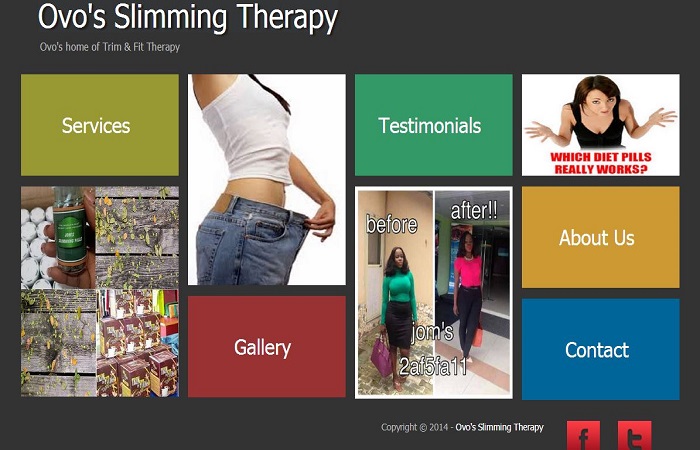 Ovo's Slimming Therapy
Ovo's home of Trim & Fit Therapy
Services
Testimonials
WHICH DIET PILLS
REALLY WORKS?
before
after!!
jom's
2af5fa11
About Us
Gallery
Contact
Copyright © 2014 - Ovo's Slimming Therapy